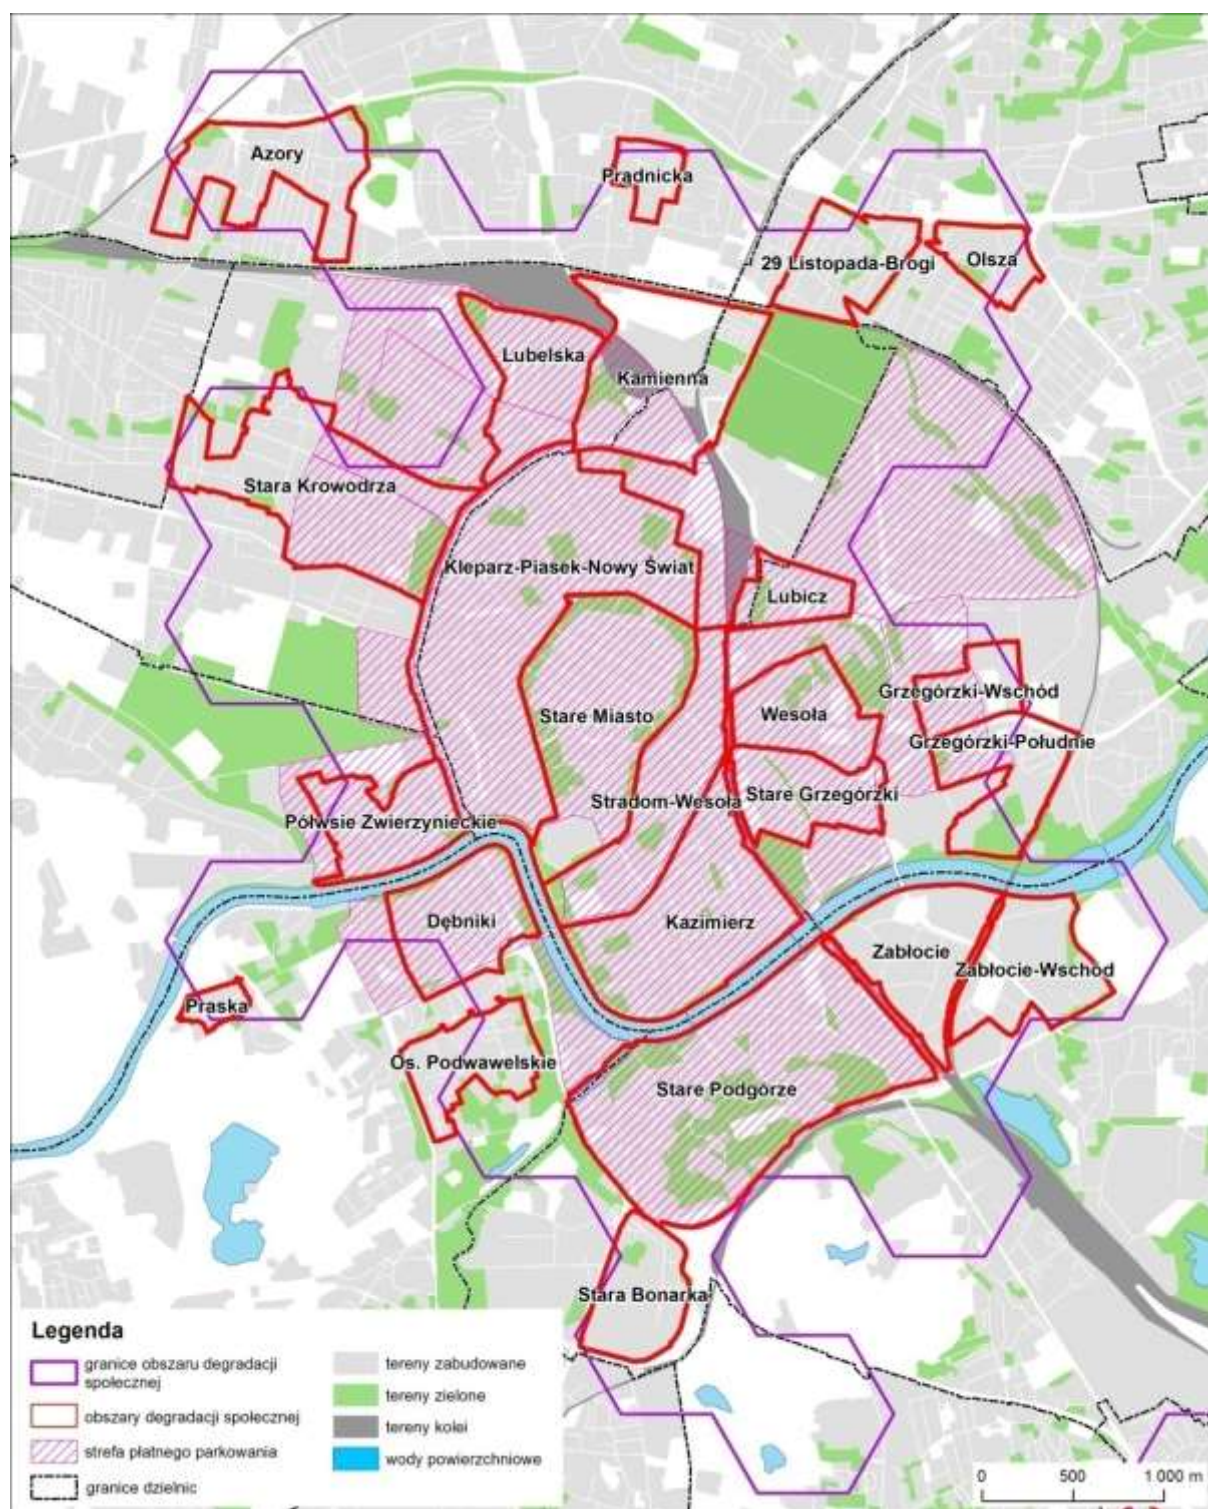 Azory
Prądnicka
29 Listopada-Brogi
Olsza
Lubelska
Kamienna
Stara Krowodrza
Kleparz-Piasek-Nowy Świat
Lubicz
Grzegórzki-Wschód
Stare Miasto
Wesoła
Grzegórzki-Południe
Stradom-Wesoła
Stare Grzegórzki
Półwsie Zwierzynieckie
Dębniki
Kazimierz
Zabłocie
Zabłocie-Wschód
Praska
Os. Podwawelskie
Stare Podgórze
Stara Bonarka
Legenda
granice obszaru degradacji
społecznej
obszary degradacji społecznej
strefa płatnego parkowania
granice dzielnic
tereny zabudowane
tereny zielone
tereny kolei
wody powierzchniowe
0 500 1 000 m